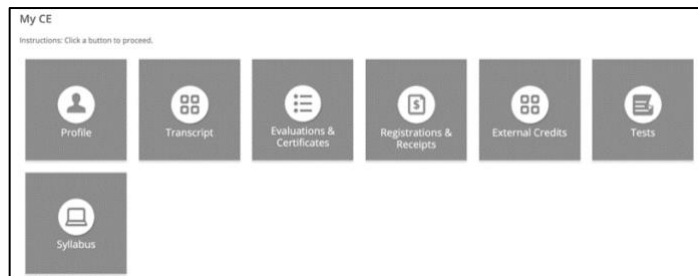 My CE
Instructions: Click a button to proceed.
Profile
Transcript
Evaluations &
Certificates
Registrations &
Receipts
External Credits
Tests
Syllabus